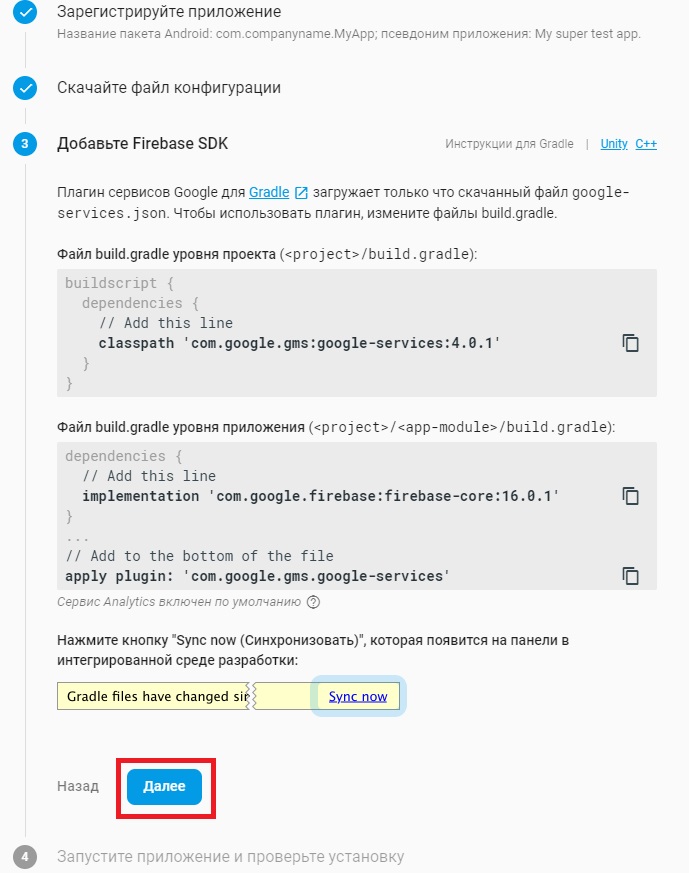 Зарегистрируйте приложение
Название пакета Android: com.companyname.MyApp; псевдоним приложения: My super test app.
Скачайте файл конфигурации
3 Добавьте Firebase SDK Инструкции для Gradle | Unity C++
Плагин сервисов Google для Gradle загружает только что скачанный файл google-
services.json. Чтобы использовать плагин, измените файлы build.gradle.
Файл build.gradle уровня проекта (<project>/build.gradle):
buildscript {
dependencies {
// Add this line
classpath 'com.google.gms:google-services:4.0.1'
}
}
Файл build.gradle уровня приложения (<project>/<app-module>/build.gradle):
dependencies {
// Add this line
implementation 'com.google.firebase:firebase-core:16.0.1'
}
...
// Add to the bottom of the file
apply plugin: 'com.google.gms.google-services'
Сервис Analytics включен по умолчанию ?
Нажмите кнопку "Sync now (Синхронизовать)", которая появится на панели в
интегрированной среде разработки:
Gradle files have changed sin Sync now
Назад Далее
4 Запустите приложение и проверьте установку